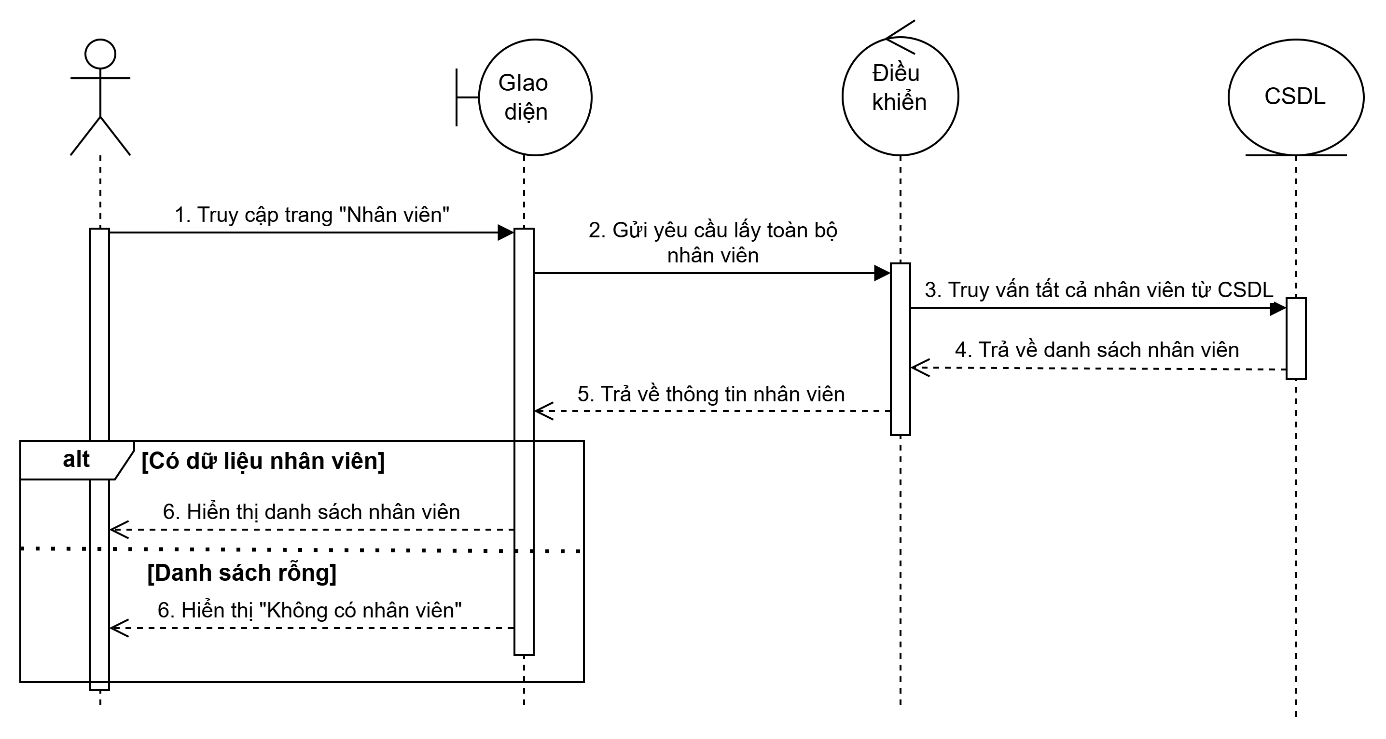 GIao
diện
Điều
khiển
CSDL
1. Truy cập trang "Nhân viên"
2. Gửi yêu cầu lấy toàn bộ
nhân viên
3. Truy vấn tất cả nhân viên từ CSDL
4. Trả về danh sách nhân viên
5. Trả về thông tin nhân viên
alt
[Có dữ liệu nhân viên]
6. Hiển thị danh sách nhân viên
[Danh sách rỗng]
6. Hiển thị "Không có nhân viên"